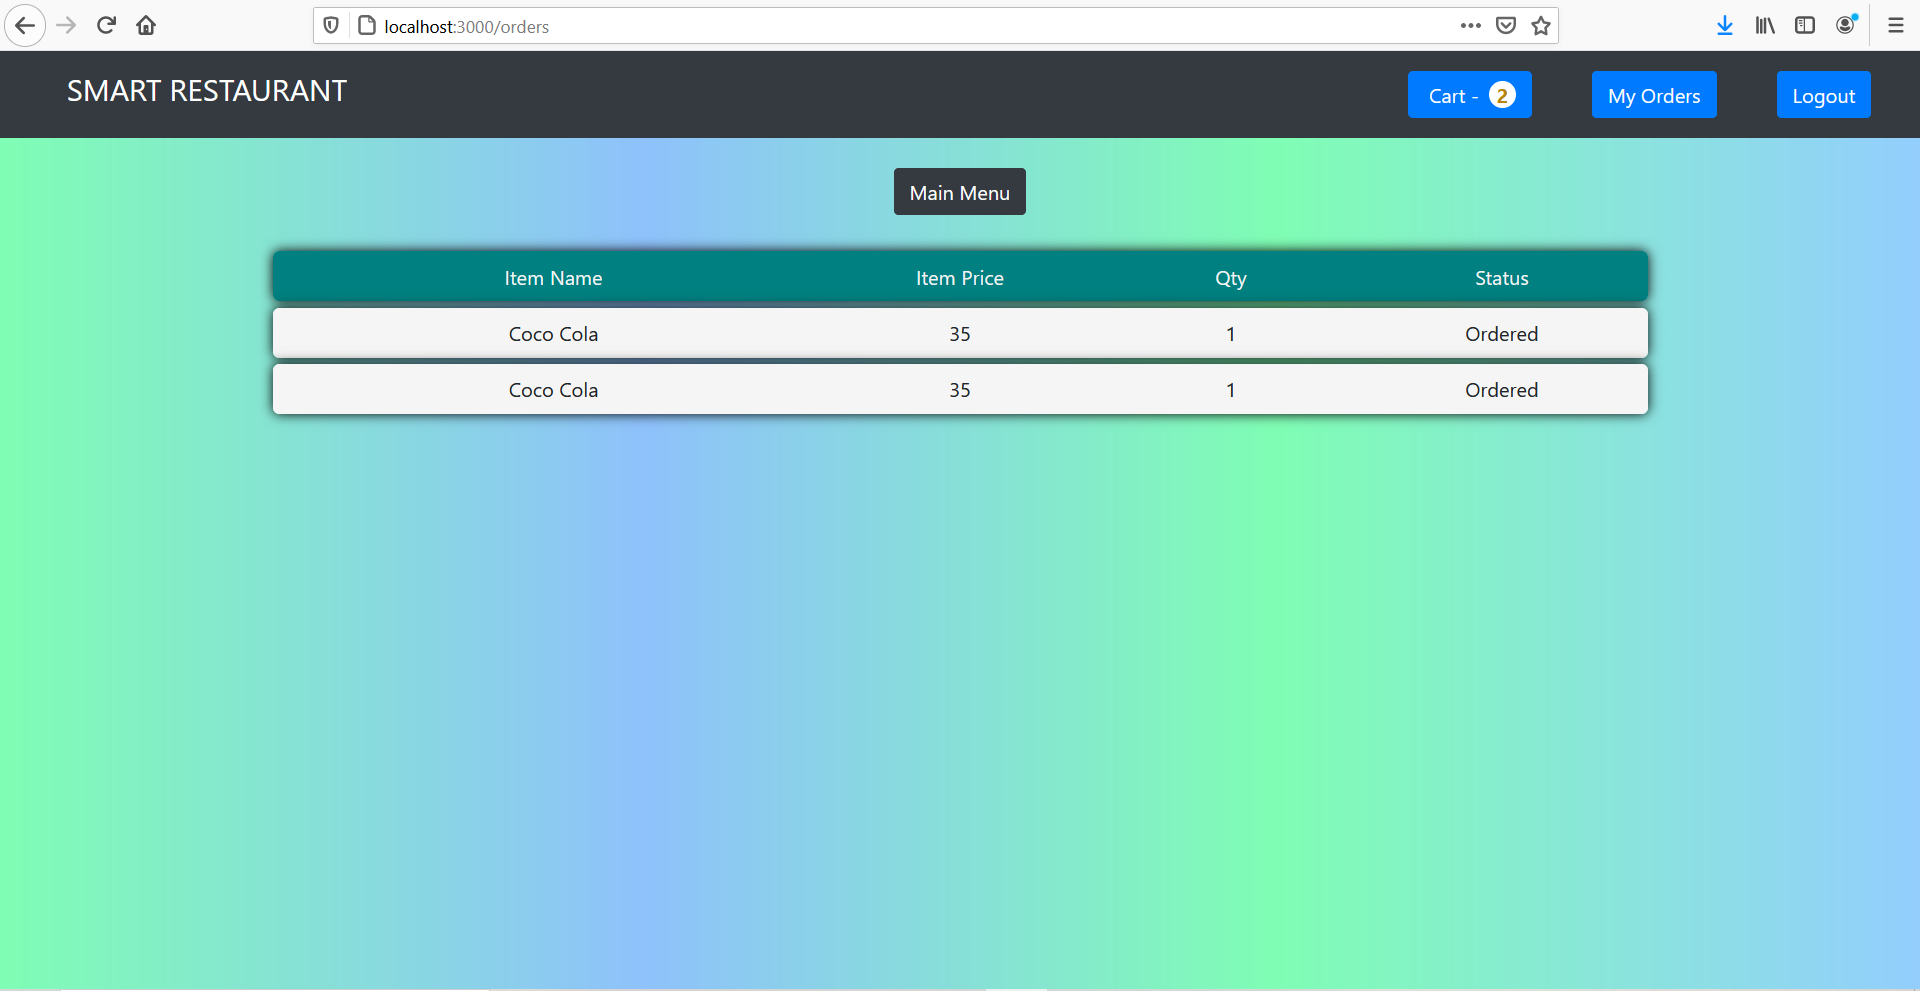 localhost:3000/orders
SMART RESTAURANT
Cart - 2
My Orders
Logout
Main Menu
Item Name Item Price Qty Status
Coco Cola 35 1 Ordered
Coco Cola 35 1 Ordered